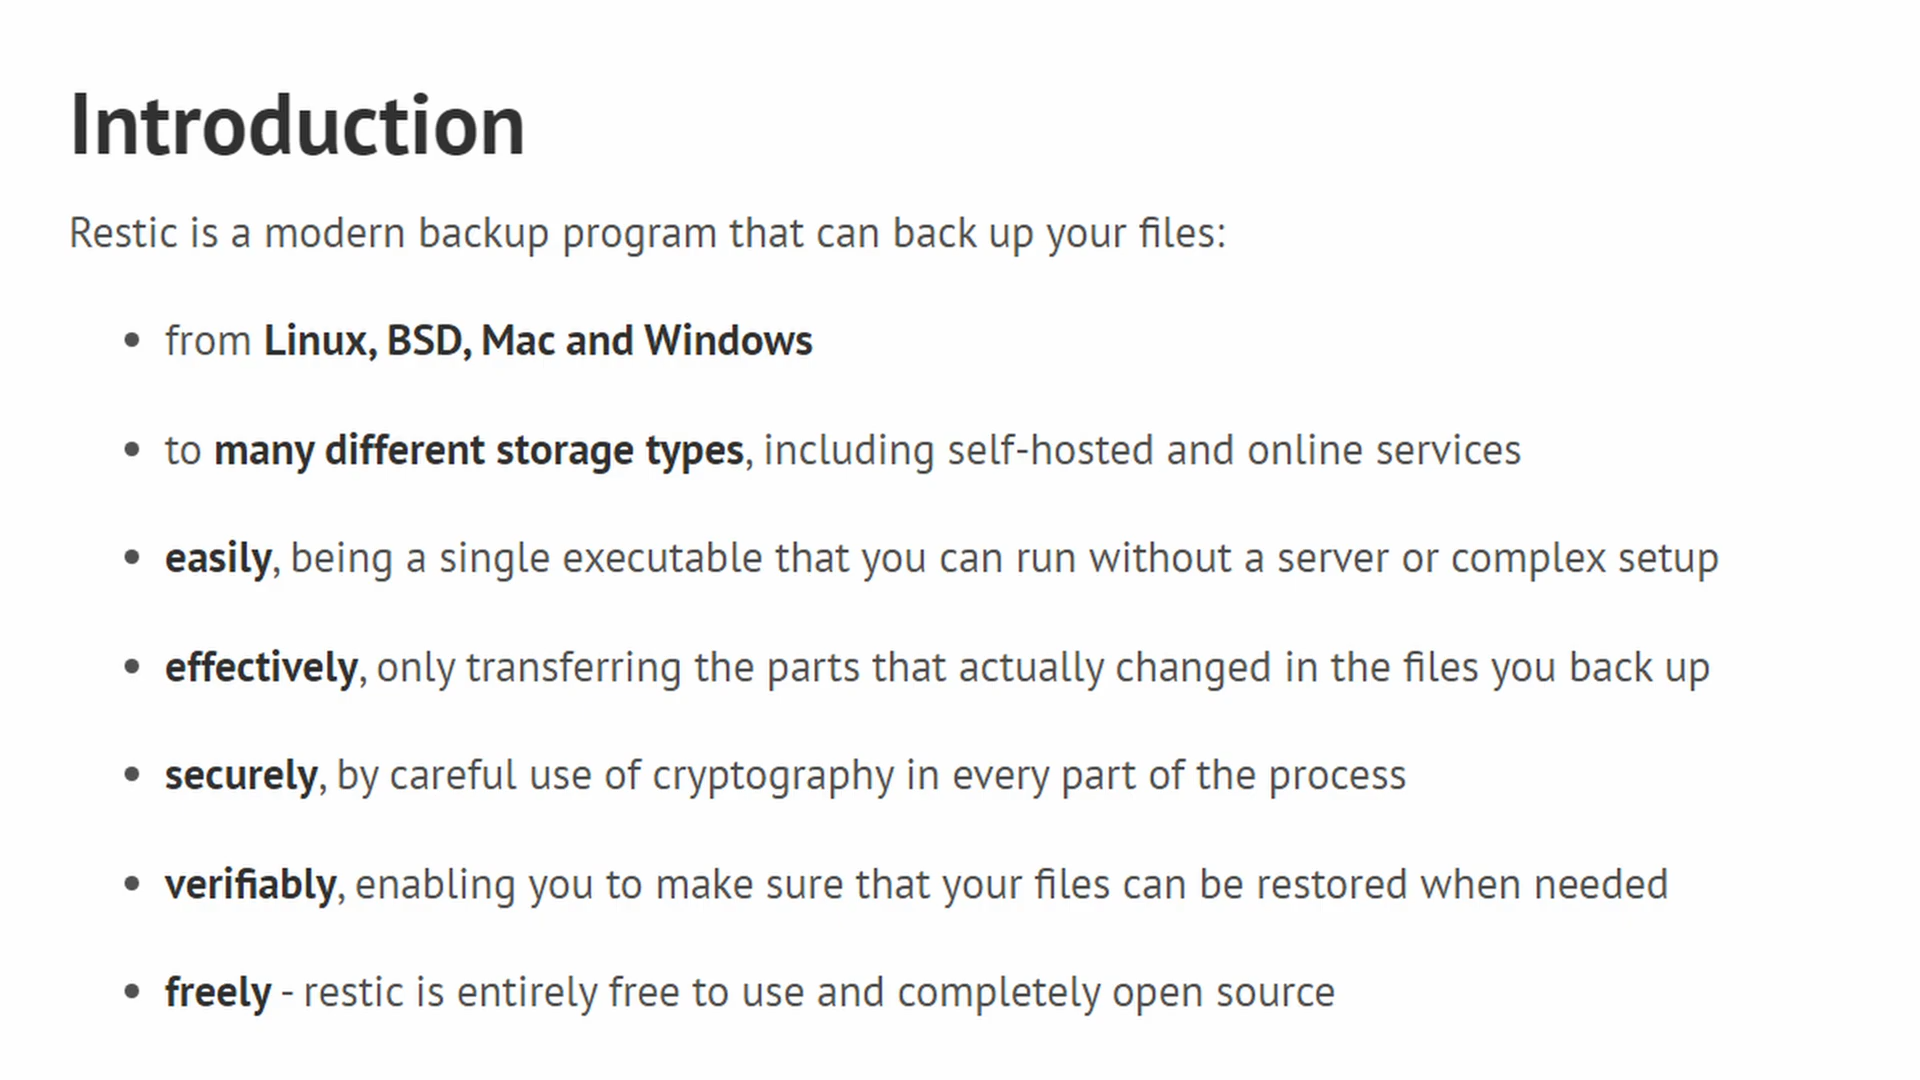 Introduction
Restic is a modern backup program that can back up your files:
• from Linux, BSD, Mac and Windows
• to many different storage types, including self-hosted and online services
• easily, being a single executable that you can run without a server or complex setup
• effectively, only transferring the parts that actually changed in the files you back up
• securely, by careful use of cryptography in every part of the process
• verifiably, enabling you to make sure that your files can be restored when needed
• freely - restic is entirely free to use and completely open source